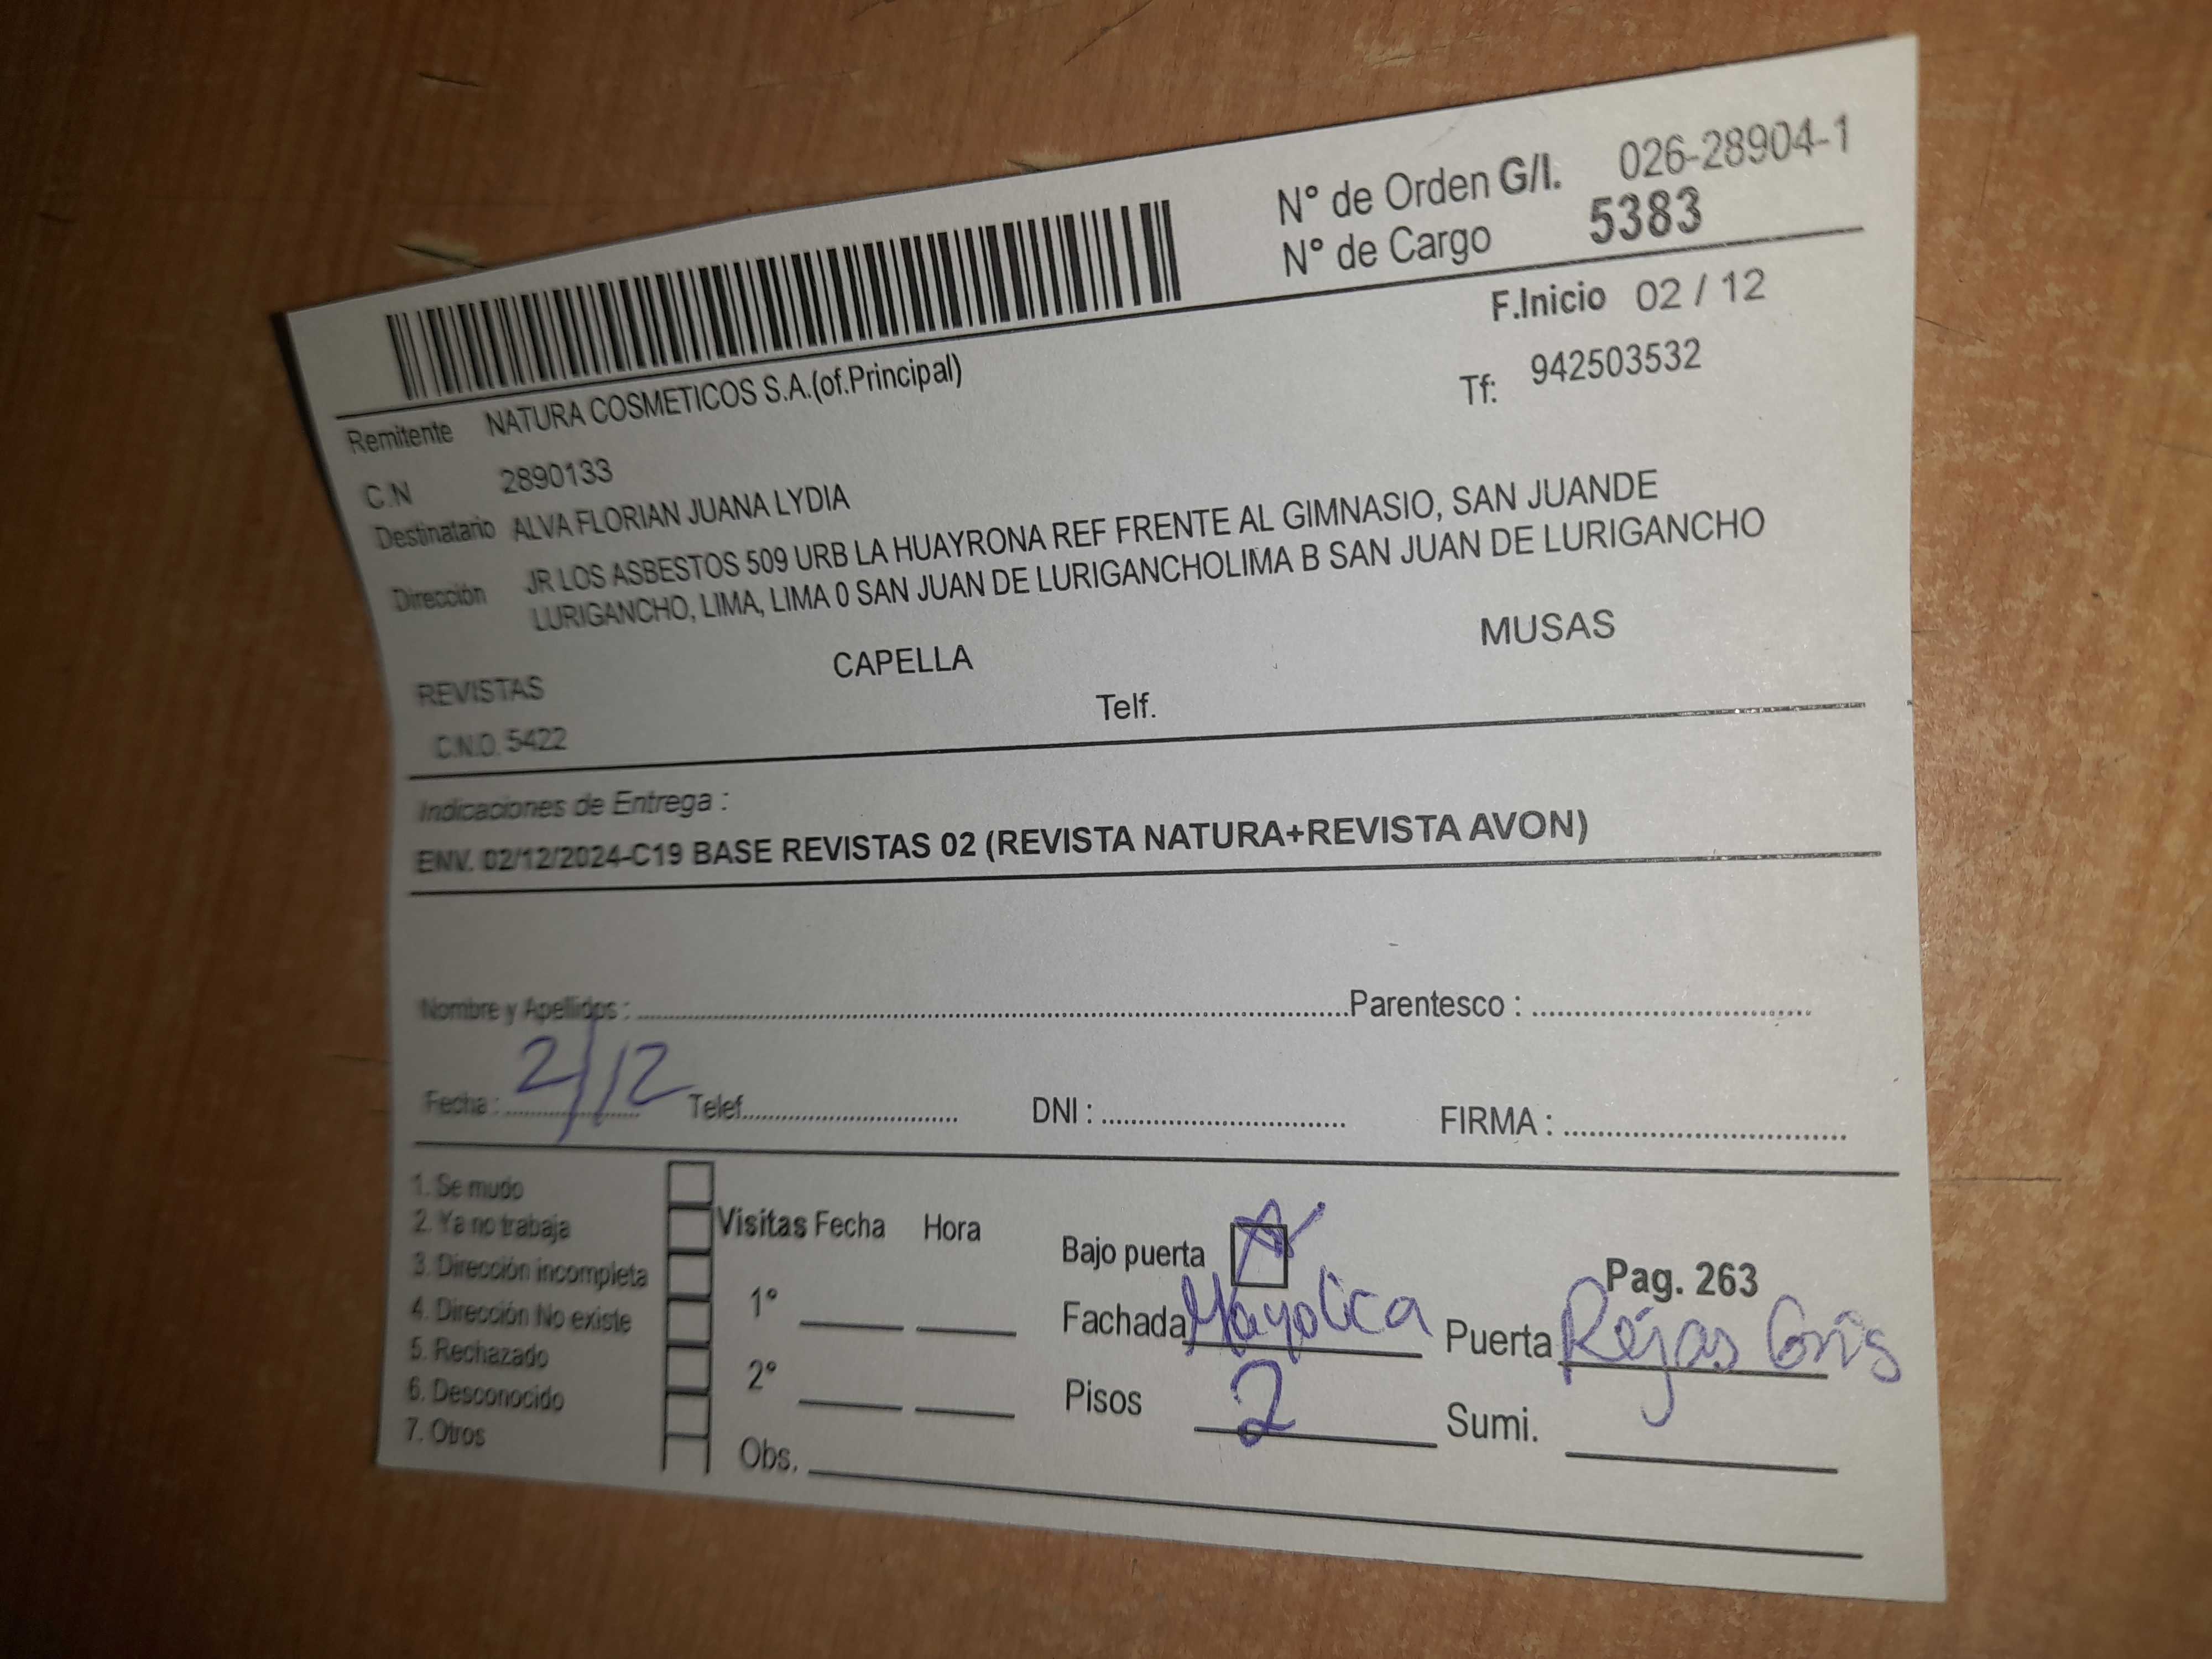 N° de Orden G/I. 026-28904-1
N° de Cargo 5383
F.Inicio 02 / 12
Remitente NATURA COSMETICOS S.A.(of.Principal)
Tf: 942503532
C.N 2890133
Destinatario ALVA FLORIAN JUANA LYDIA
Dirección JR LOS ASBESTOS 509 URB LA HUAYRONA REF FRENTE AL GIMNASIO, SAN JUANDE
LURIGANCHO, LIMA, LIMA 0 SAN JUAN DE LURIGANCHOLIMA B SAN JUAN DE LURIGANCHO
REVISTAS CAPELLA MUSAS
C.N.O. 5422 Telf.
Indicaciones de Entrega :
ENV. 02/12/2024-C19 BASE REVISTAS 02 (REVISTA NATURA+REVISTA AVON)
Nombre y Apellidos : Parentesco :
Fecha : 2/12 Telef. DNI : FIRMA :
1. Se mudo
2. Ya no trabaja
3. Dirección incompleta
4. Dirección No existe
5. Rechazado
6. Desconocido
7. Otros
Visitas Fecha Hora
1°
2°
Obs.
Bajo puerta
Pag. 263
Fachada Mayolica Puerta Rejas Gris
Pisos 2 Sumi.